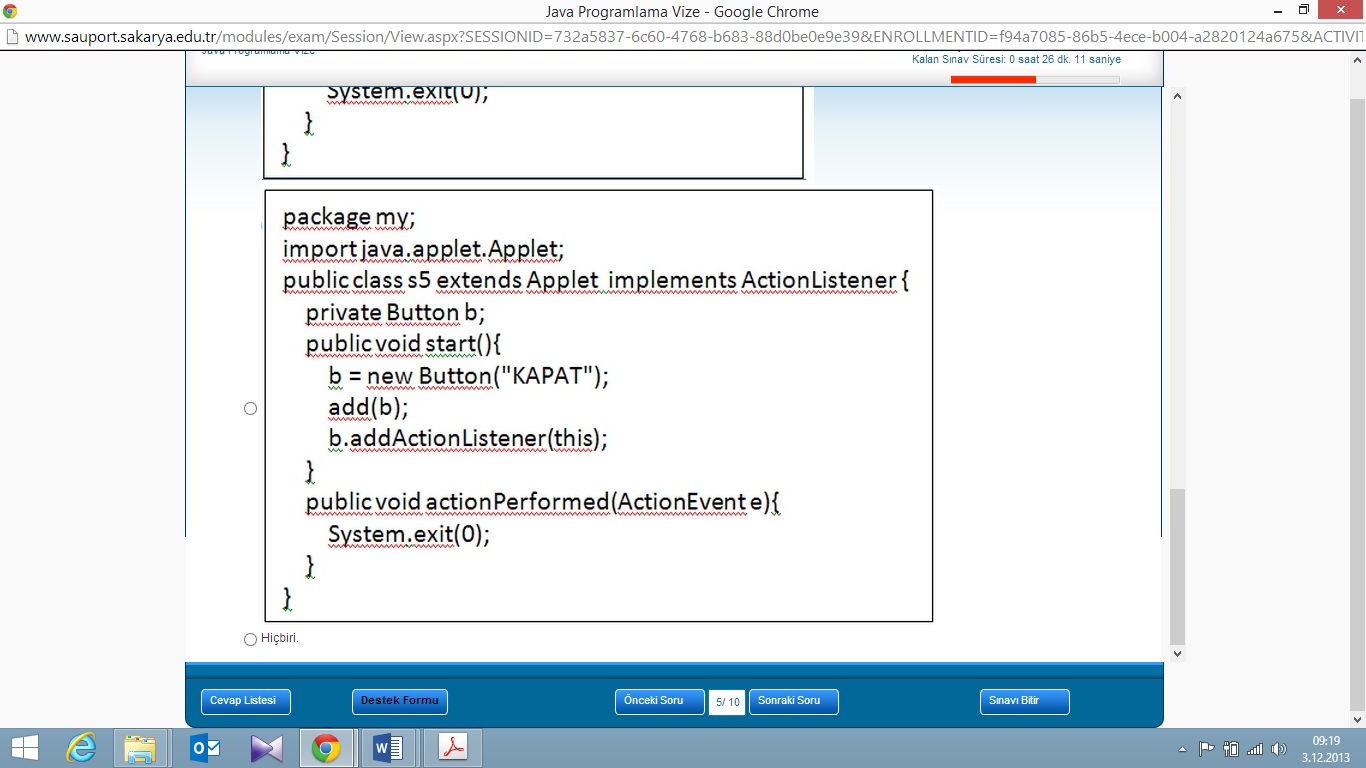 Java Programlama Vize - Google Chrome
www.sauport.sakarya.edu.tr/modules/exam/Session/View.aspx?SESSIONID=732a5837-6c60-4768-b683-88d0be0e9e39&ENROLLMENTID=f94a7085-86b5-4ece-b004-a2820124a675&ACTIVIT
Java Programlama Vize
Kalan Sınav Süresi: 0 saat 26 dk. 11 saniye
System.exit(0);
}
}
package my;
import java.applet.Applet;
public class s5 extends Applet implements ActionListener {
private Button b;
public void start(){
b = new Button("KAPAT");
add(b);
b.addActionListener(this);
}
public void actionPerformed(ActionEvent e){
System.exit(0);
}
}
Hiçbiri.
Cevap Listesi
Destek Formu
Önceki Soru
5/ 10
Sonraki Soru
Sınavı Bitir
09:19
3.12.2013